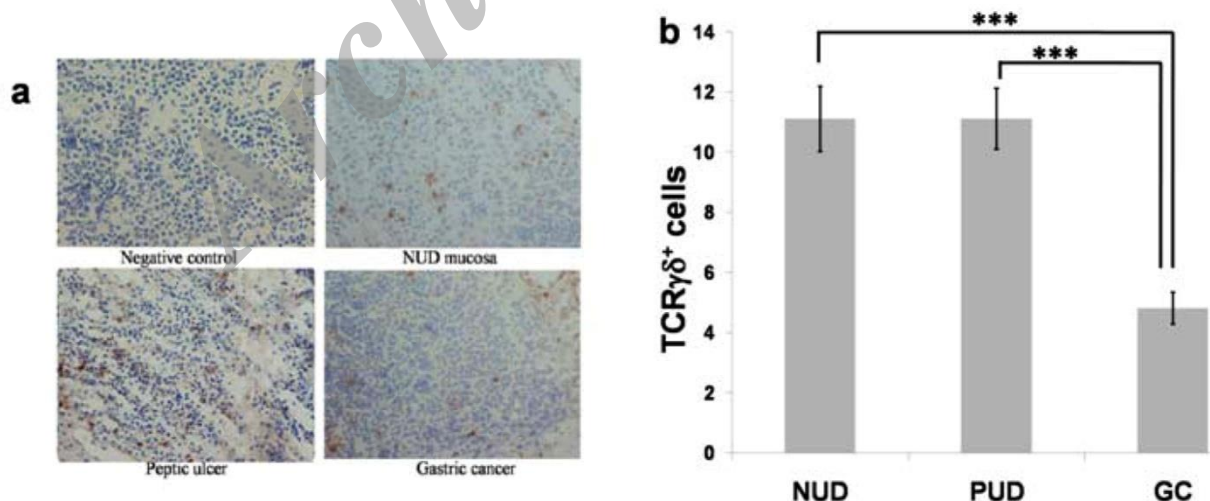 a
Negative control
NUD mucosa
Peptic ulcer
Gastric cancer
b
***
***
TCRγδ⁺ cells
14
12
10
8
6
4
2
0
NUD
PUD
GC